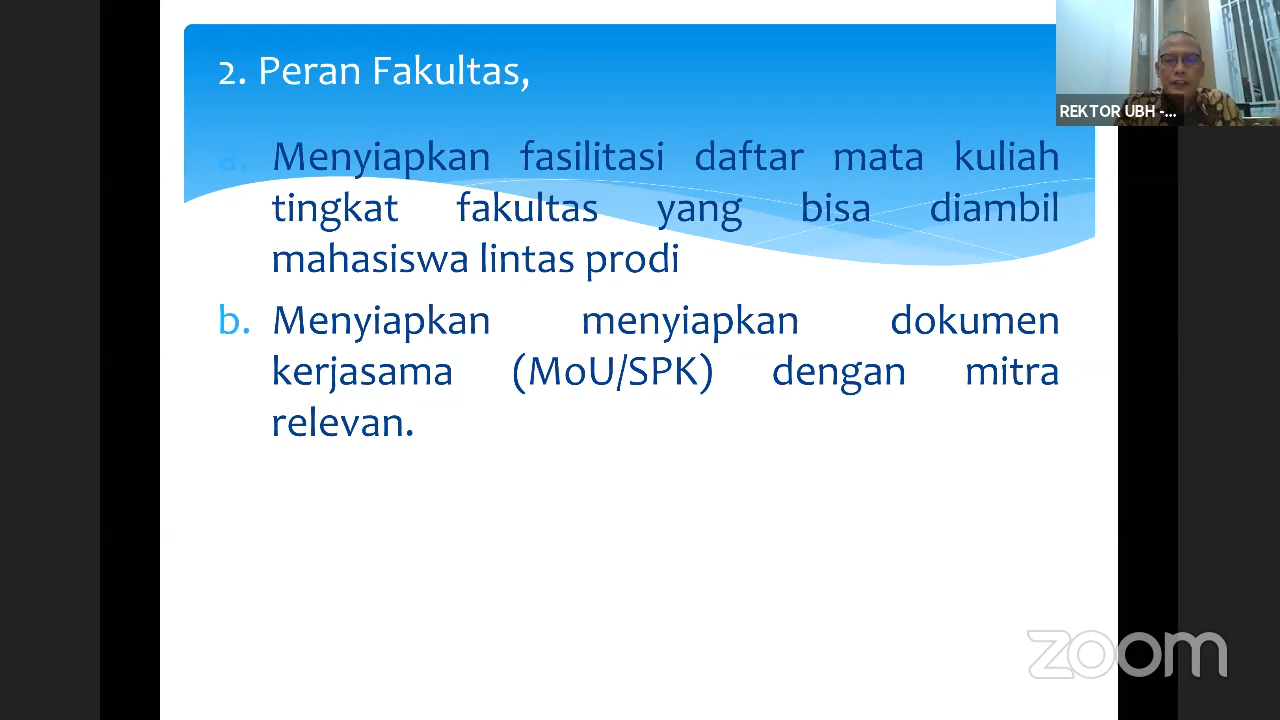 2. Peran Fakultas,
REKTOR UBH -...
a. Menyiapkan fasilitasi daftar mata kuliah
tingkat fakultas yang bisa diambil
mahasiswa lintas prodi
b. Menyiapkan menyiapkan dokumen
kerjasama (MoU/SPK) dengan mitra
relevan.
zoom